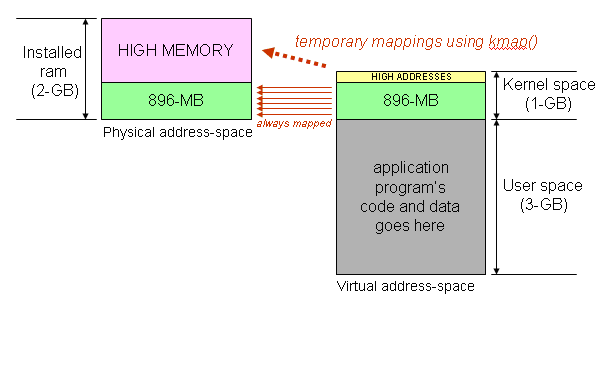 Installed
ram
(2-GB)
HIGH MEMORY
896-MB
Physical address-space
temporary mappings using kmap()
always mapped
HIGH ADDRESSES
896-MB
application
program's
code and data
goes here
Virtual address-space
Kernel space
(1-GB)
User space
(3-GB)